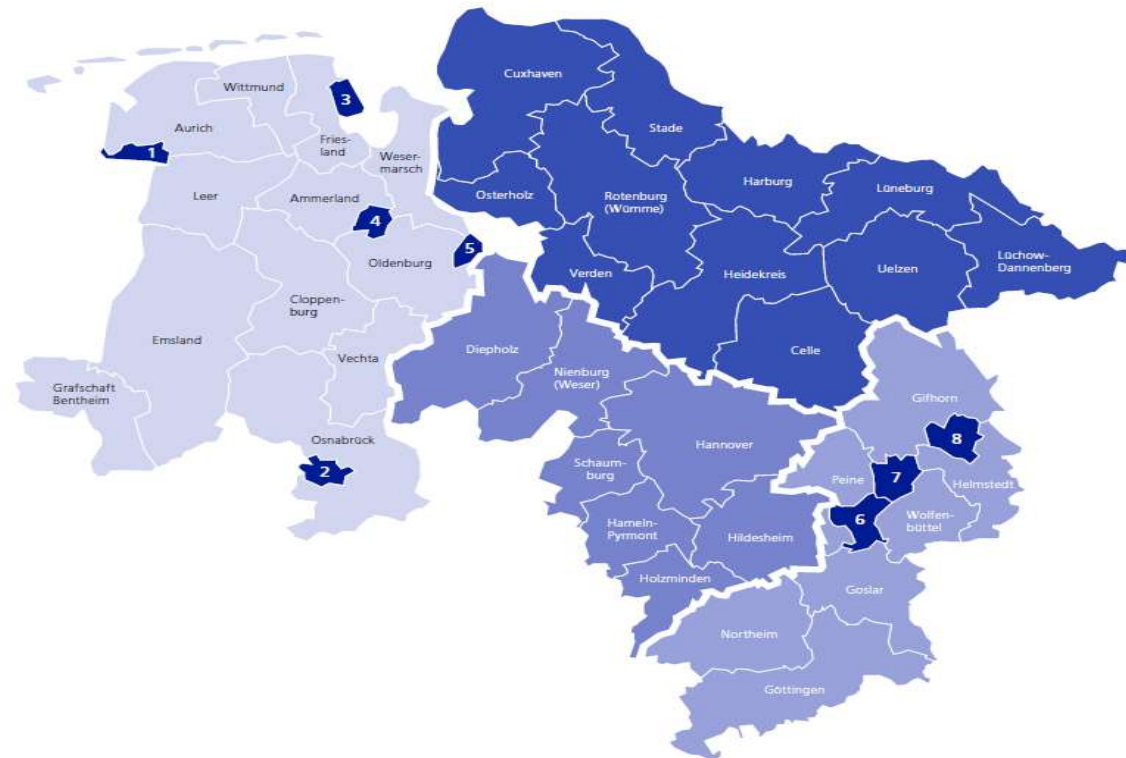 Cuxhaven
Wittmund
3
Aurich
Stade
Fries-
land
Weser-
marsch
1
Leer
Ammerland
Osterholz
Rotenburg
(Wümme)
Harburg
Lüneburg
4
5
Oldenburg
Verden
Heidekreis
Uelzen
Lüchow-
Dannenberg
Cloppen-
burg
Emsland
Vechta
Diepholz
Nienburg
(Weser)
Celle
Grafschaft
Bentheim
Gifhorn
Osnabrück
2
Hannover
8
Schaum-
burg
Peine
7
Helmstedt
Hameln-
Pyrmont
Hildesheim
6
Wolfen-
büttel
Holzminden
Goslar
Northeim
Göttingen